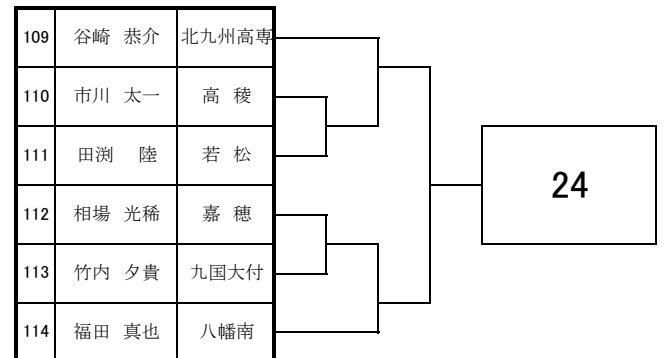 109 谷崎 恭介 北九州高専
110 市川 太一 高 稜
111 田渕 陸 若 松
112 相場 光稀 嘉 穂
113 竹内 夕貴 九国大付
114 福田 真也 八幡南
24